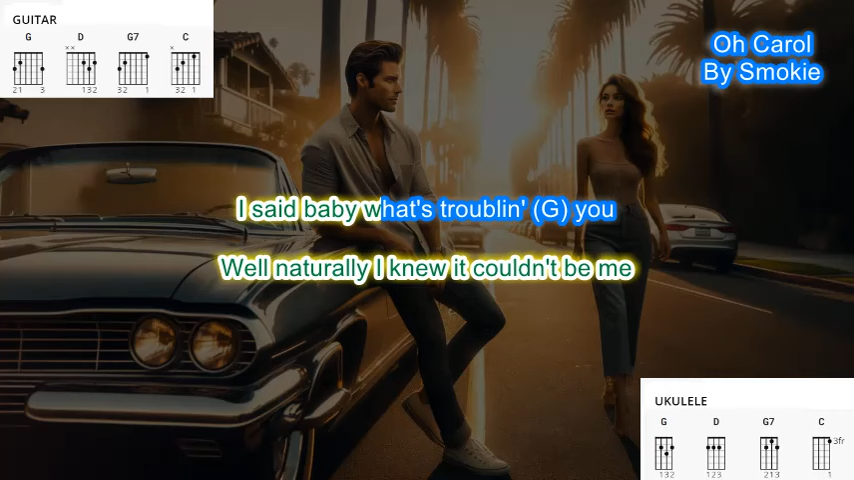 GUITAR
G D G7 C
xx x
21 3 132 32 1 32 1
Oh Carol
By Smokie
I said baby what's troublin' (G) you
Well naturally I knew it couldn't be me
UKULELE
G D G7 C
3fr
132 123 213 1